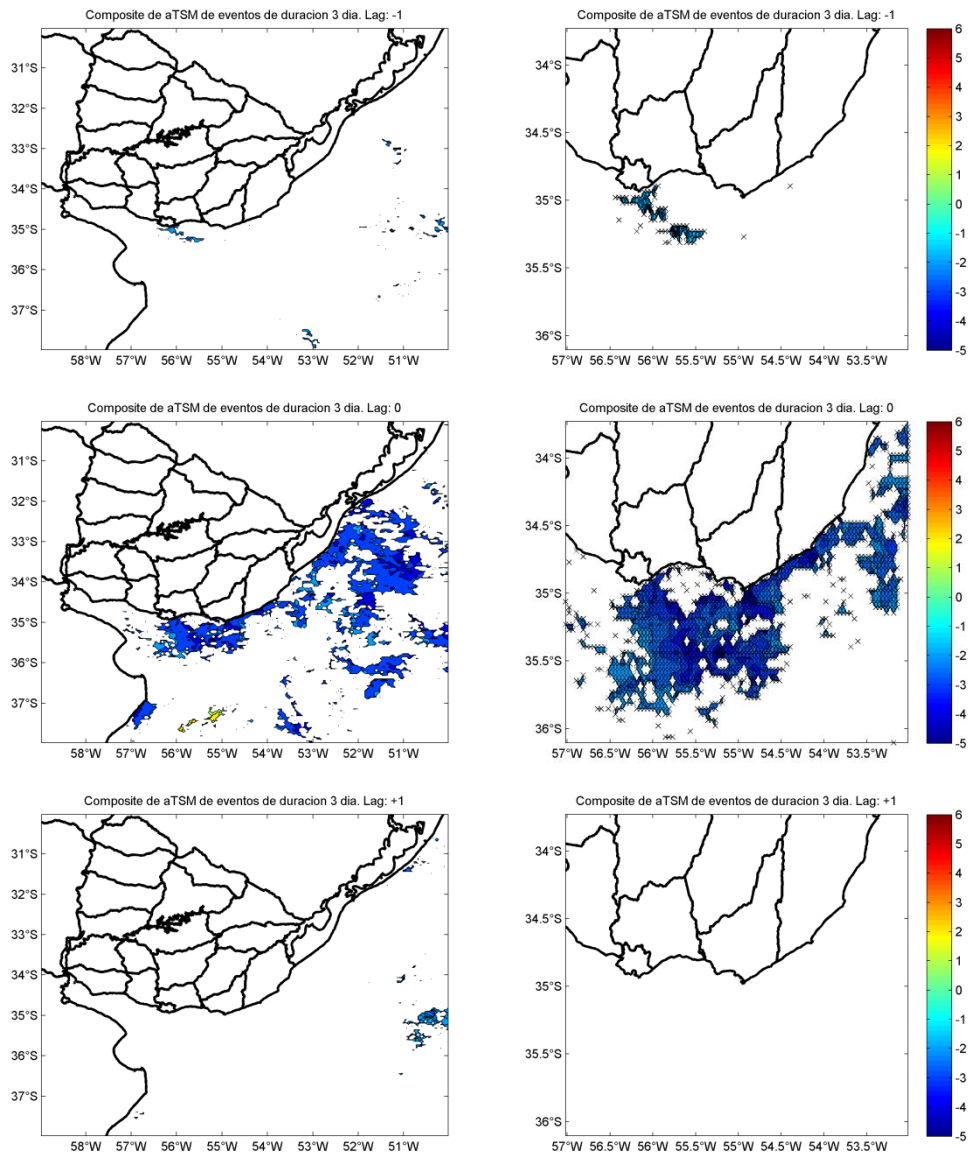 Composite de aTSM de eventos de duracion 3 dia. Lag: -1
31°S
32°S
33°S
34°S
35°S
36°S
37°S
58°W 57°W 56°W 55°W 54°W 53°W 52°W 51°W
Composite de aTSM de eventos de duracion 3 dia. Lag: -1
34°S
34.5°S
35°S
35.5°S
36°S
57°W 56.5°W 56°W 55.5°W 55°W 54.5°W 54°W 53.5°W
6
5
4
3
2
1
0
-1
-2
-3
-4
-5
Composite de aTSM de eventos de duracion 3 dia. Lag: 0
31°S
32°S
33°S
34°S
35°S
36°S
37°S
58°W 57°W 56°W 55°W 54°W 53°W 52°W 51°W
Composite de aTSM de eventos de duracion 3 dia. Lag: 0
34°S
34.5°S
35°S
35.5°S
36°S
57°W 56.5°W 56°W 55.5°W 55°W 54.5°W 54°W 53.5°W
6
5
4
3
2
1
0
-1
-2
-3
-4
-5
Composite de aTSM de eventos de duracion 3 dia. Lag: +1
31°S
32°S
33°S
34°S
35°S
36°S
37°S
58°W 57°W 56°W 55°W 54°W 53°W 52°W 51°W
Composite de aTSM de eventos de duracion 3 dia. Lag: +1
34°S
34.5°S
35°S
35.5°S
36°S
57°W 56.5°W 56°W 55.5°W 55°W 54.5°W 54°W 53.5°W
6
5
4
3
2
1
0
-1
-2
-3
-4
-5